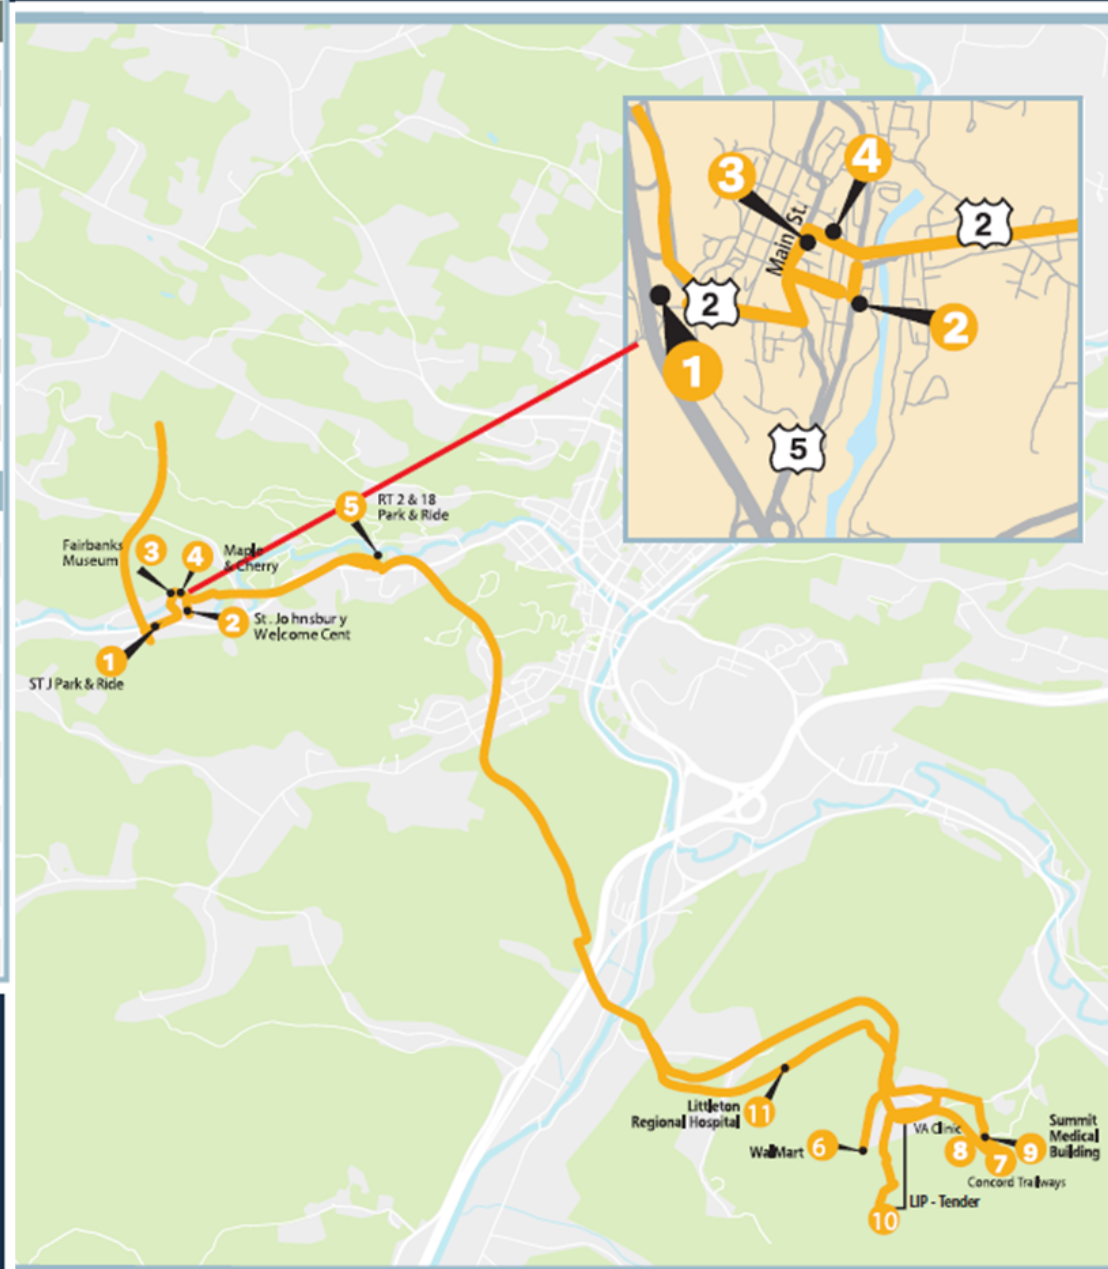 3
4
Main St.
2
2
1
2
5
5
RT 2 & 18
Park & Ride
Fairbanks
Museum
3
4
Maple
& Cherry
2
St. Johnsbury
Welcome Cent
1
ST J Park & Ride
Littleton
Regional Hospital
11
WalMart
6
VA Clinic
8
7
9
Summit
Medical
Building
Concord Trailways
LIP - Tender
10